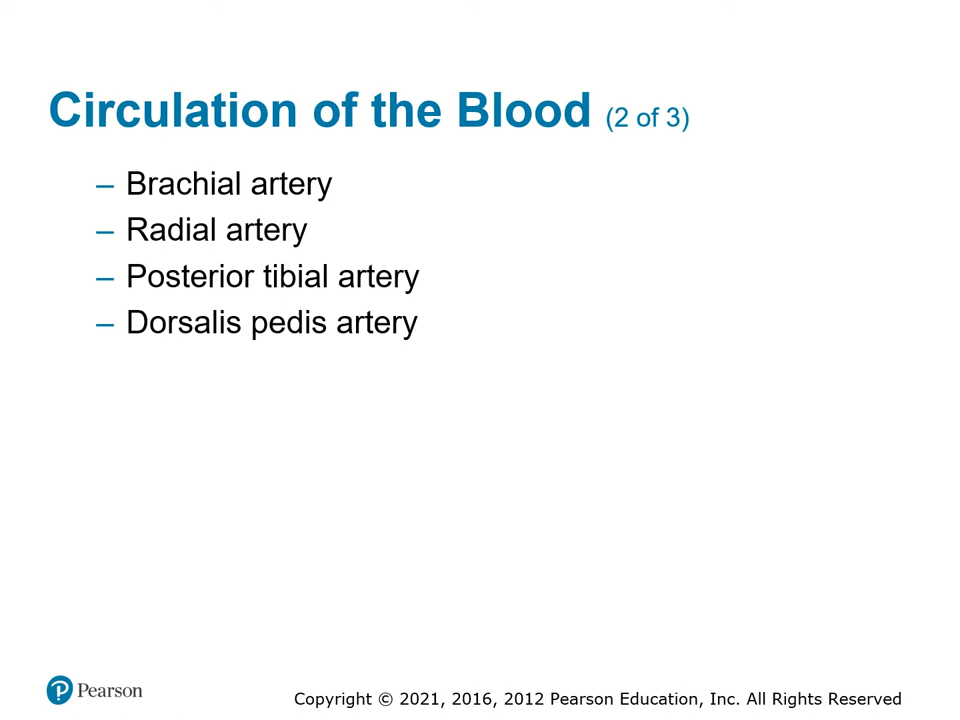 Circulation of the Blood (2 of 3)
– Brachial artery
– Radial artery
– Posterior tibial artery
– Dorsalis pedis artery
Pearson
Copyright © 2021, 2016, 2012 Pearson Education, Inc. All Rights Reserved